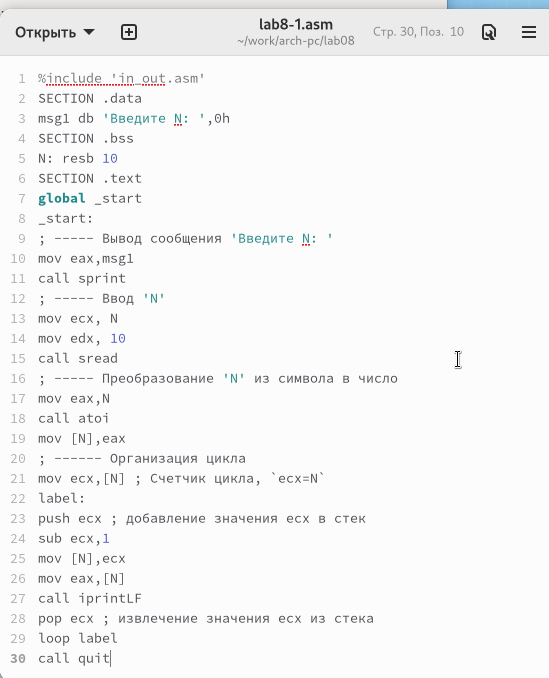 Открыть
lab8-1.asm
~/work/arch-pc/lab08
Стр. 30, Поз. 10
1 %include 'in_out.asm'
2 SECTION .data
3 msg1 db 'Введите N: ',0h
4 SECTION .bss
5 N: resb 10
6 SECTION .text
7 global _start
8 _start:
9 ; ----- Вывод сообщения 'Введите N: '
10 mov eax,msg1
11 call sprint
12 ; ----- Ввод 'N'
13 mov ecx, N
14 mov edx, 10
15 call sread
16 ; ----- Преобразование 'N' из символа в число
17 mov eax,N
18 call atoi
19 mov [N],eax
20 ; ------ Организация цикла
21 mov ecx,[N] ; Счетчик цикла, `ecx=N`
22 label:
23 push ecx ; добавление значения ecx в стек
24 sub ecx,1
25 mov [N],ecx
26 mov eax,[N]
27 call iprintLF
28 pop ecx ; извлечение значения ecx из стека
29 loop label
30 call quit